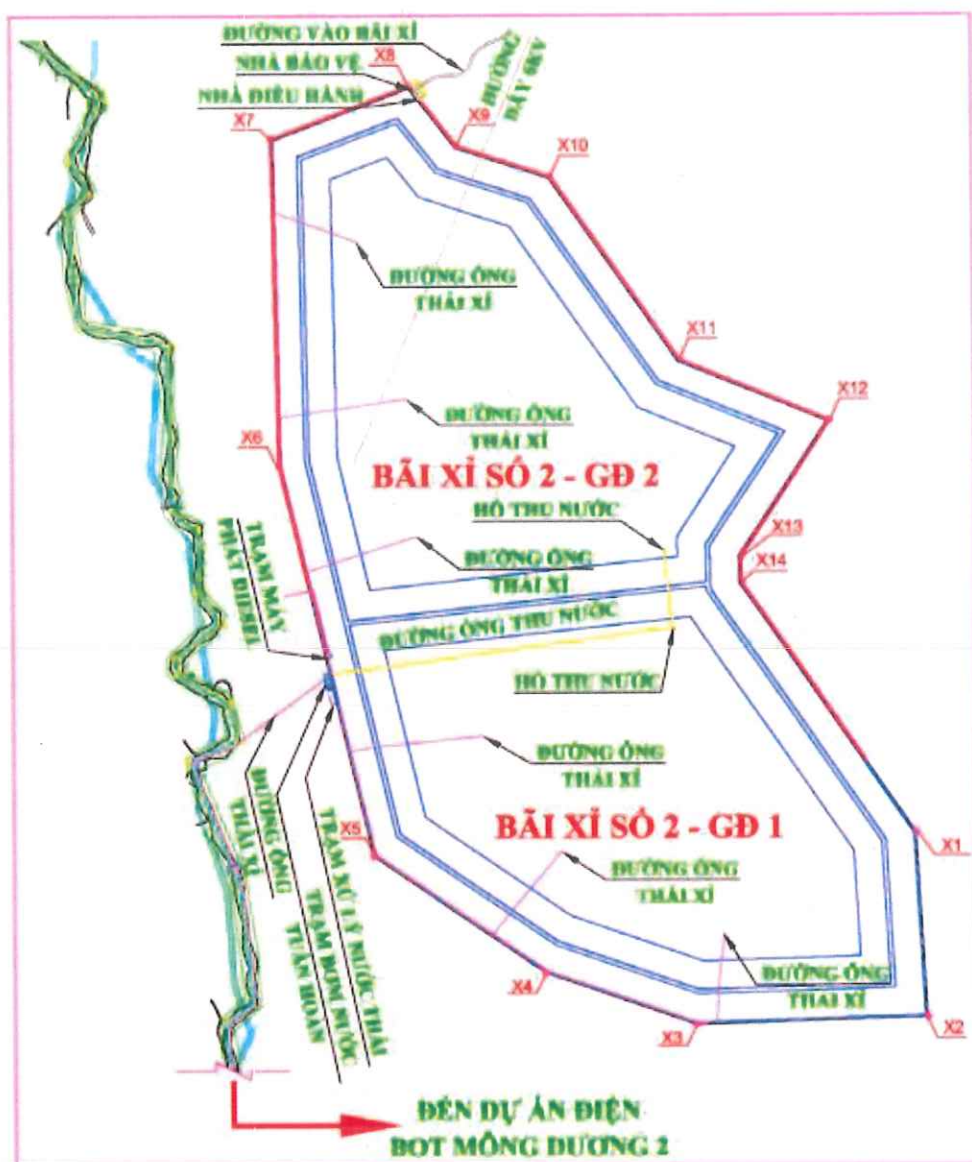 ĐƯỜNG VÀO BÃI XỈ
X8
NHÀ BẢO VỆ
NHÀ ĐIỀU HÀNH
ĐƯỜNG
DÂY 6KV
X7
X9
X10
ĐƯỜNG ỐNG
THẢI XỈ
X11
X12
ĐƯỜNG ỐNG
THẢI XỈ
X6
BÃI XỈ SỐ 2 - GĐ 2
HỐ THU NƯỚC
X13
ĐƯỜNG ỐNG
THẢI XỈ
X14
TRẠM MÁY
PHÁT DIESEL
ĐƯỜNG ỐNG THU NƯỚC
HỐ THU NƯỚC
ĐƯỜNG ỐNG
THẢI XỈ
X5
BÃI XỈ SỐ 2 - GĐ 1
X1
ĐƯỜNG ỐNG
THẢI XỈ
ĐƯỜNG ỐNG
THẢI XỈ
TRẠM XỬ LÝ NƯỚC THẢI
TRẠM BƠM NƯỚC
TUẦN HOÀN
X4
ĐƯỜNG ỐNG
THẢI XỈ
X3
X2
ĐẾN DỰ ÁN ĐIỆN
BOT MÔNG DƯƠNG 2